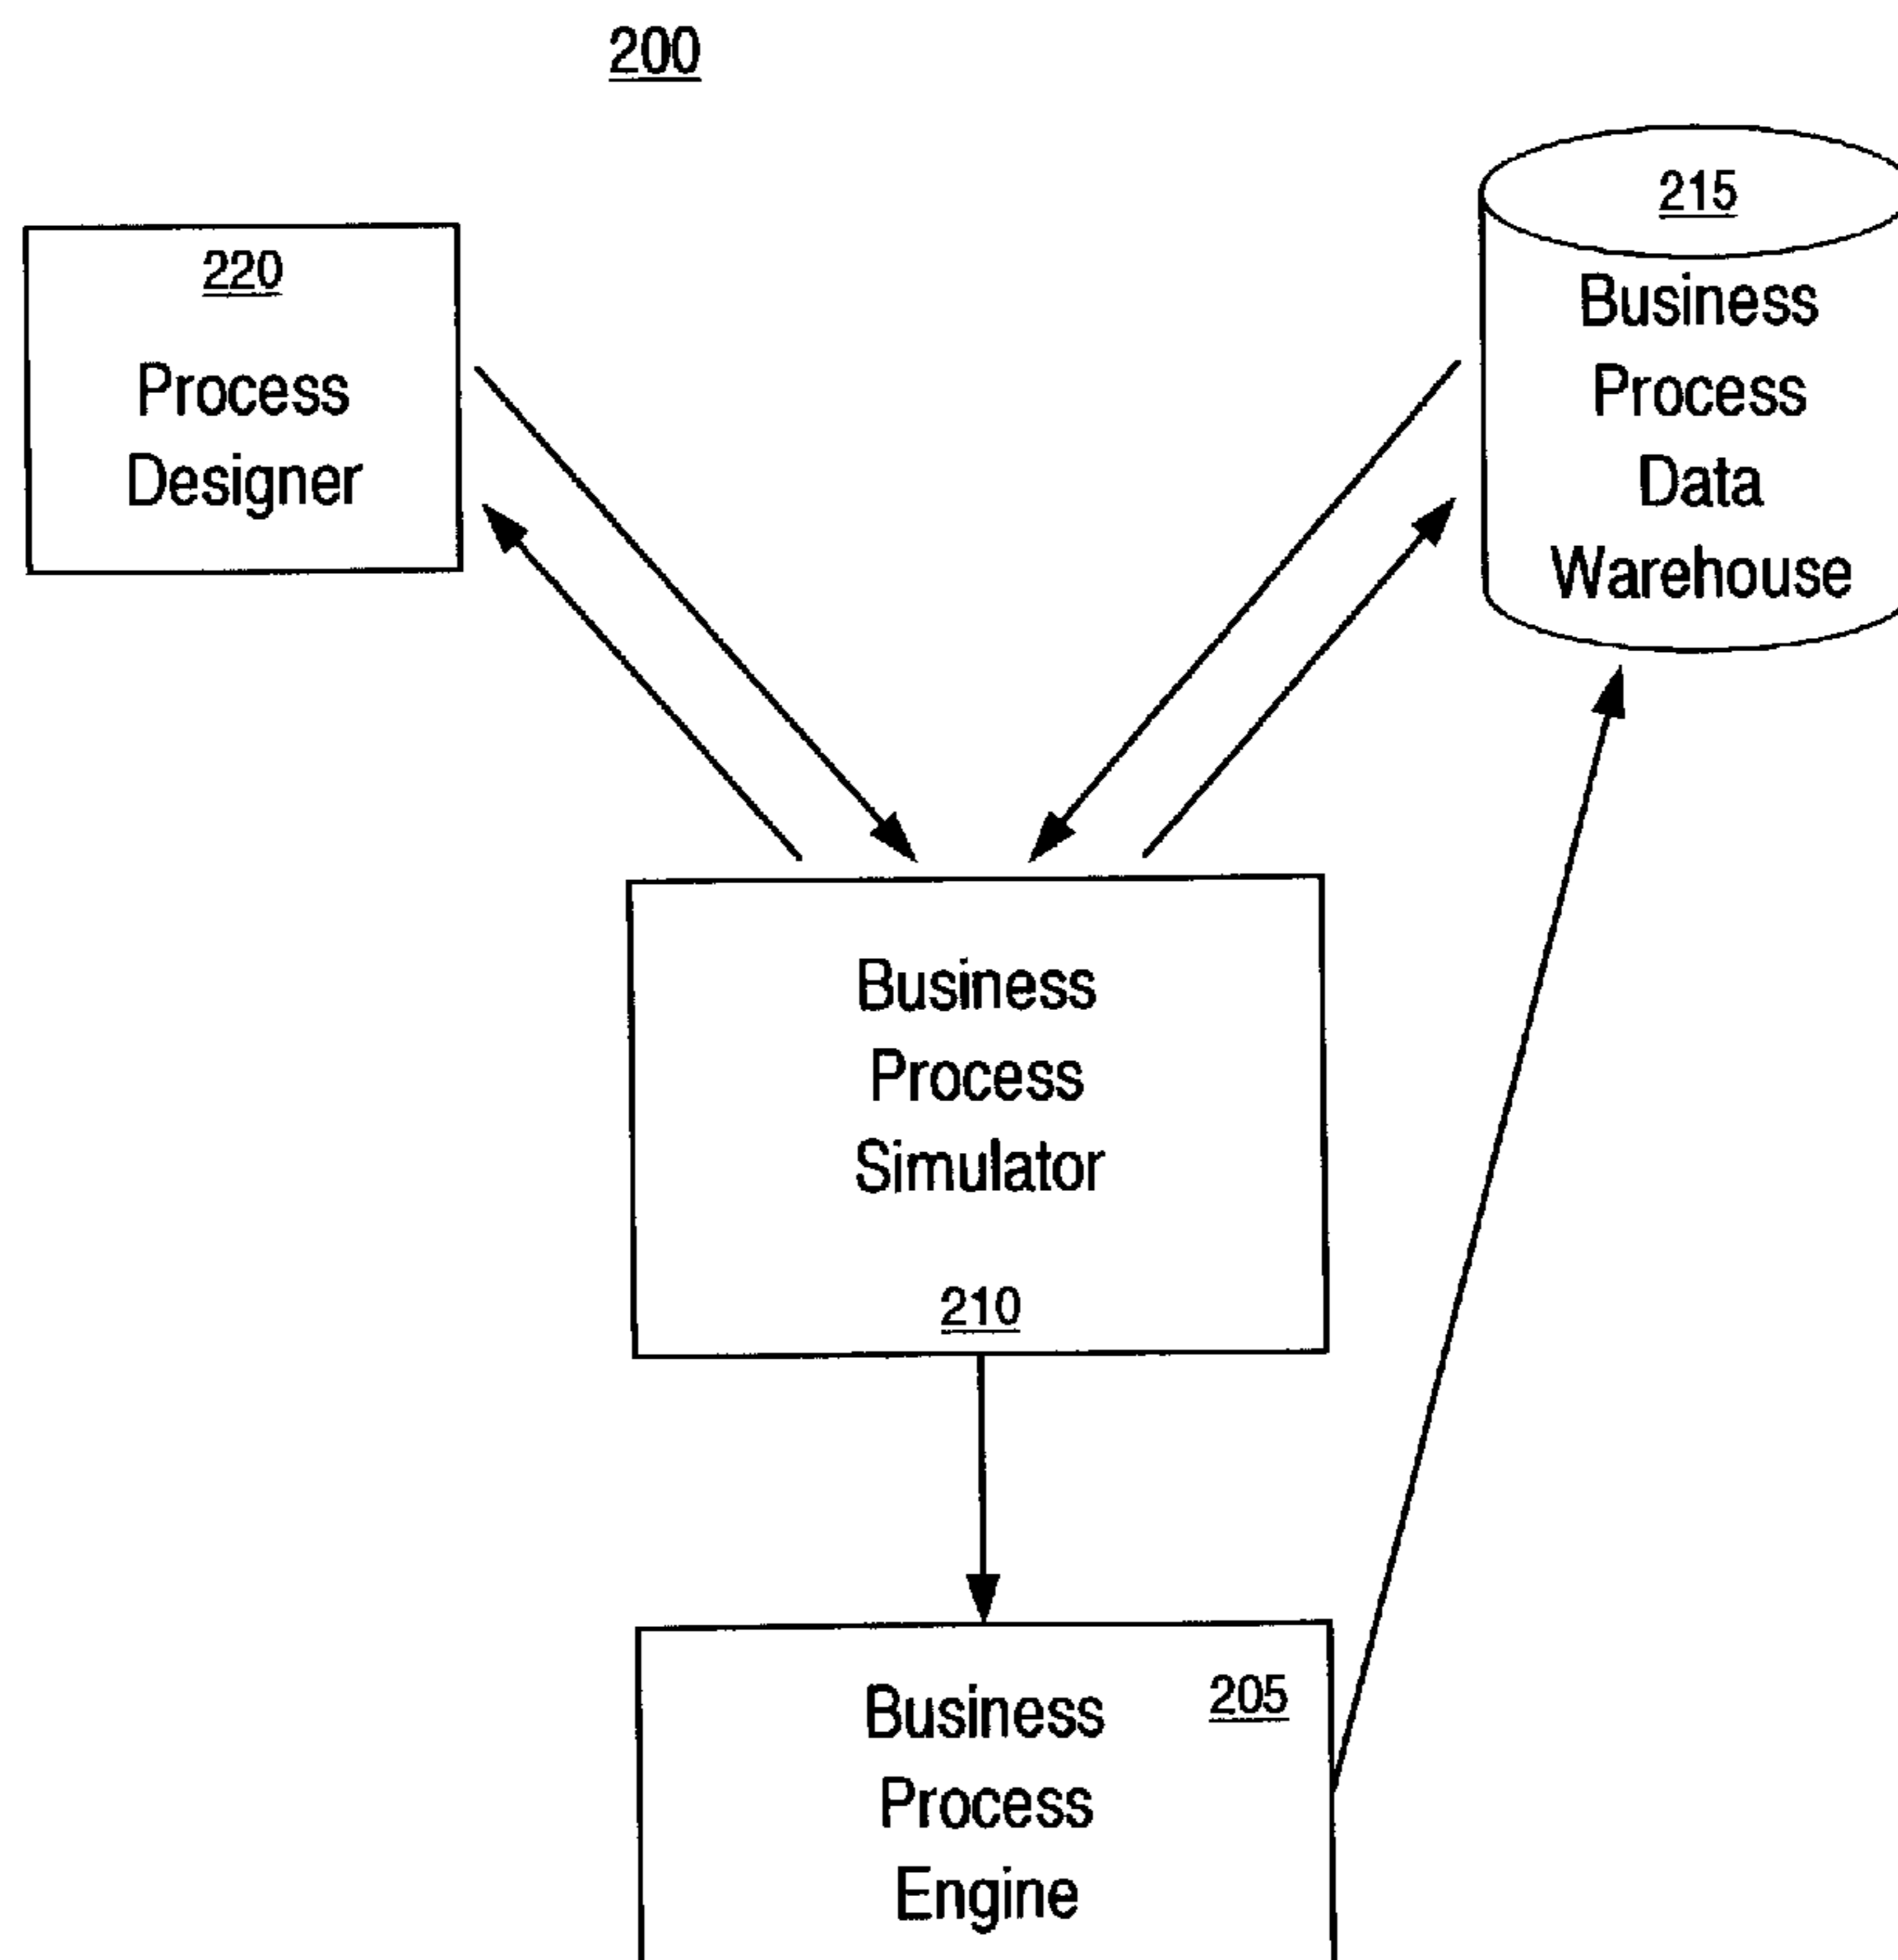 200
220
Process
Designer
215
Business
Process
Data
Warehouse
Business
Process
Simulator
210
Business
Process
Engine
205